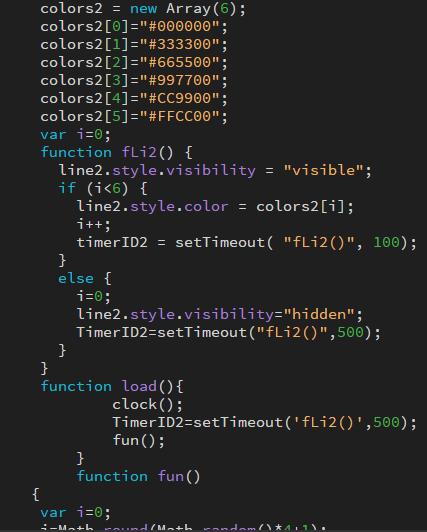 colors2 = new Array(6);
colors2[0]="#000000";
colors2[1]="#333300";
colors2[2]="#665500";
colors2[3]="#997700";
colors2[4]="#CC9900";
colors2[5]="#FFCC00";
var i=0;
function fLi2() {
line2.style.visibility = "visible";
if (i<6) {
line2.style.color = colors2[i];
i++;
timerID2 = setTimeout( "fLi2()", 100);
}
else {
i=0;
line2.style.visibility="hidden";
TimerID2=setTimeout("fLi2()",500);
}
}
function load(){
clock();
TimerID2=setTimeout('fLi2()',500);
fun();
}
function fun()
{
var i=0;
i=Math.round(Math.random()*4+1);